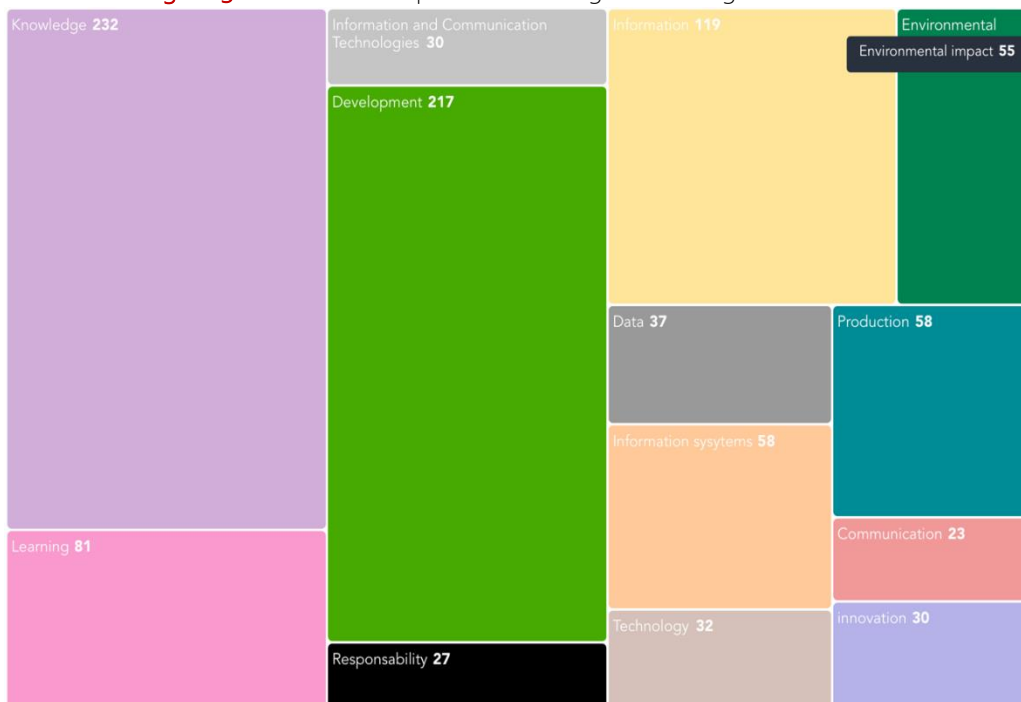 Knowledge 232
Information and Communication
Technologies 30
Information 119
Environmental
Environmental impact 55
Development 217
Data 37
Production 58
Information sysytems 58
Learning 81
Communication 23
Technology 32
innovation 30
Responsability 27